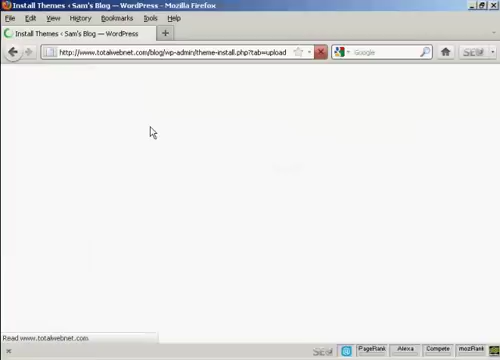 Install Themes ‹ Sam's Blog — WordPress - Mozilla Firefox
File Edit View History Bookmarks Tools Help
Install Themes ‹ Sam's Blog — WordPress
http://www.totalwebnet.com/blog/wp-admin/theme-install.php?tab=upload Google SEO
Read www.totalwebnet.com
SEO PageRank Alexa Compete mozRank